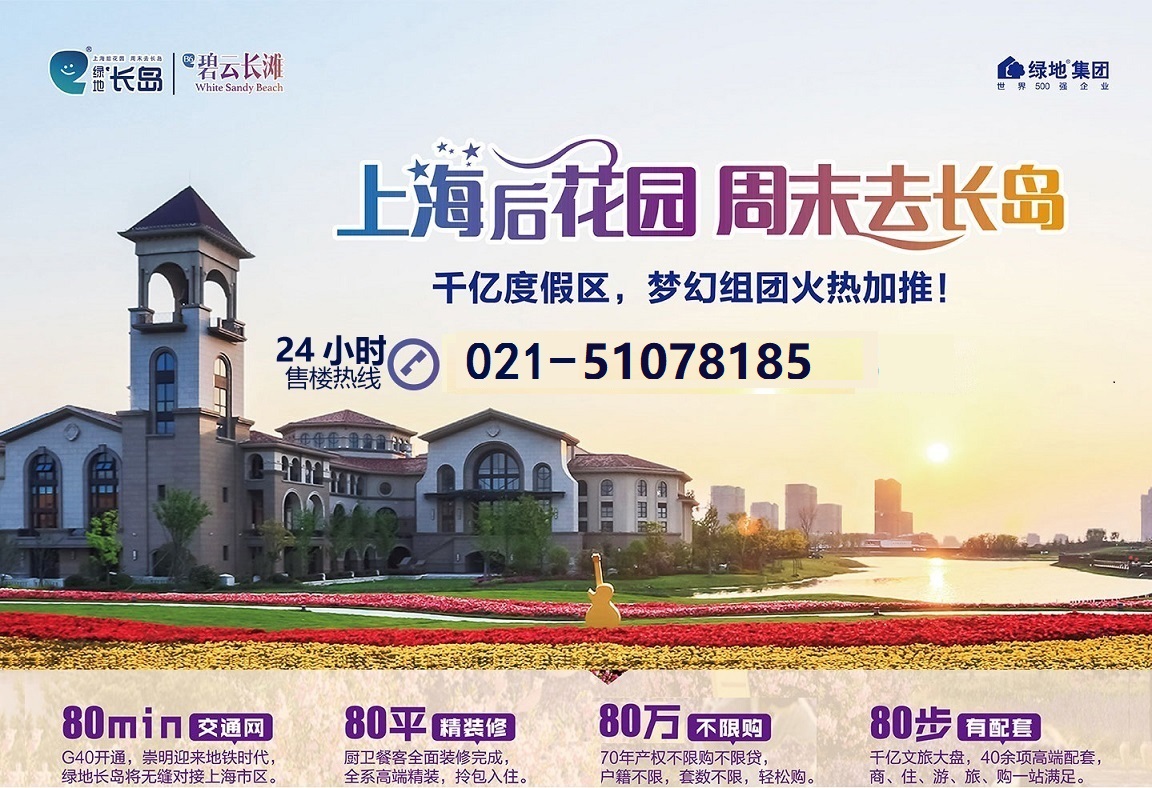 上海后花园 周末去长岛
绿地®长岛
B6 碧云长滩
White Sandy Beach
绿地®集团
世界500强企业
上海后花园 周末去长岛
千亿度假区，梦幻组团火热加推！
24小时
售楼热线
021-51078185
80min 交通网
G40开通，崇明迎来地铁时代，
绿地长岛将无缝对接上海市区。
80平 精装修
厨卫餐客全面装修完成，
全系高端精装，拎包入住。
80万 不限购
70年产权不限购不限贷，
户籍不限，套数不限，轻松购。
80步 有配套
千亿文旅大盘，40余项高端配套，
商、住、游、旅、购一站满足。